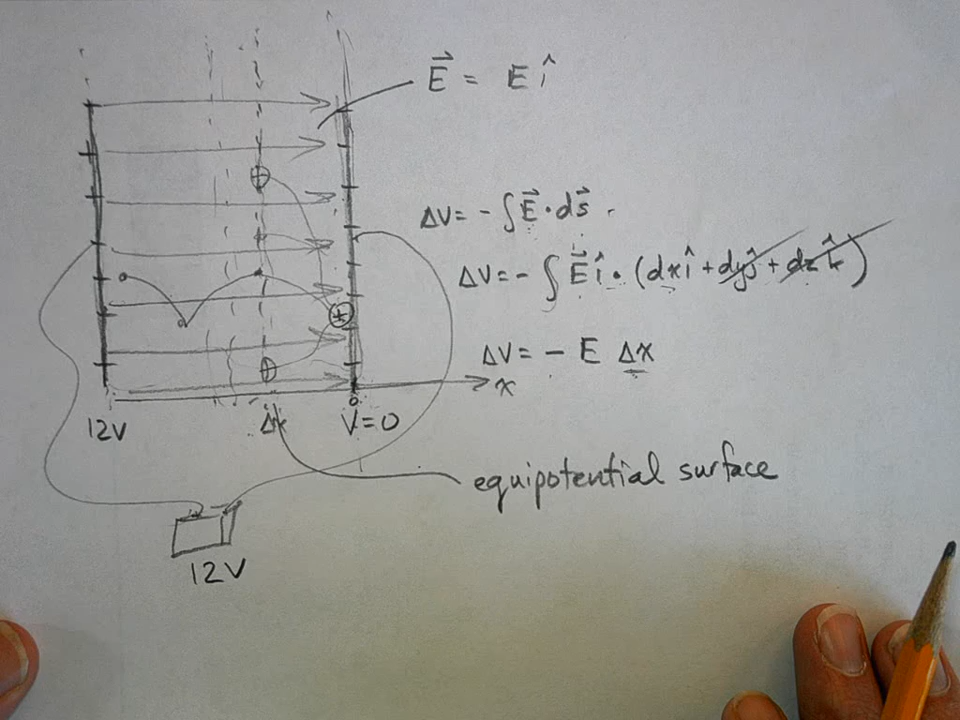 E⃗ = E î
ΔV = - ∫ E⃗ · ds⃗
ΔV = - ∫ E⃗ î · (dx î + dy ĵ + dz k̂)
ΔV = - E Δx
x
12V
Δx
V=0
equipotential surface
12V